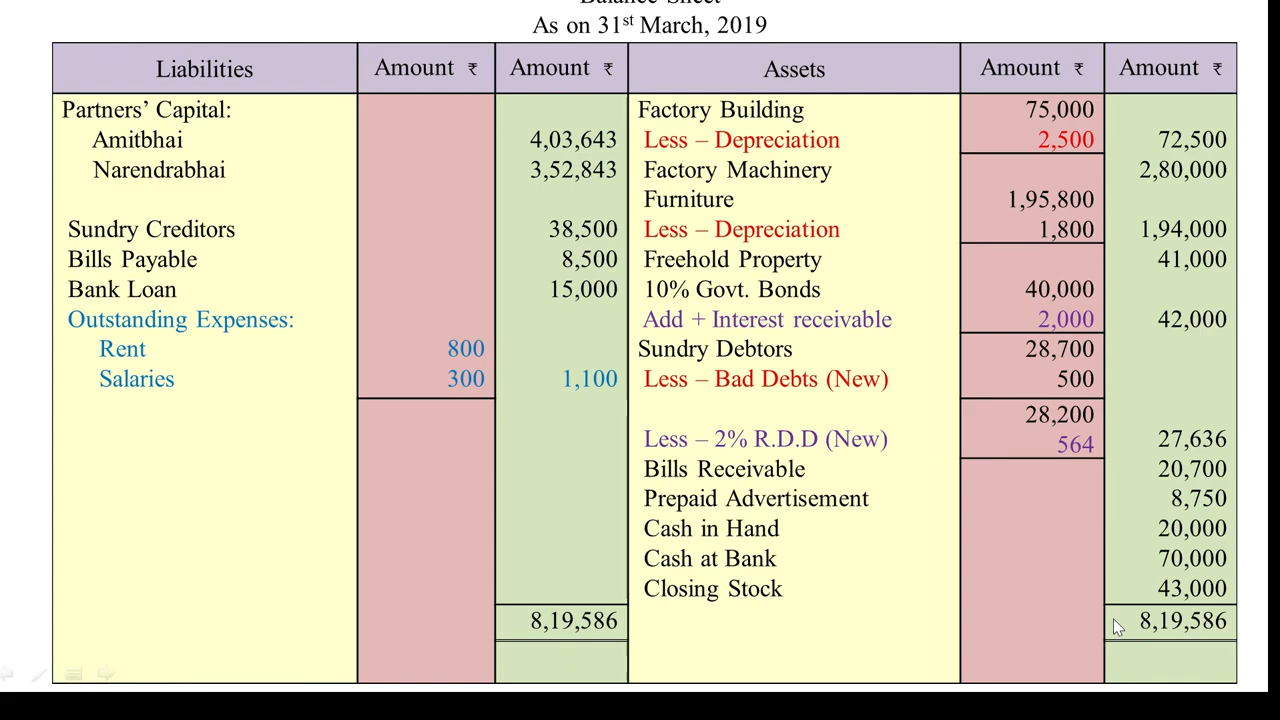 Balance Sheet
As on 31st March, 2019
Liabilities Amount ₹ Amount ₹ Assets Amount ₹ Amount ₹
Partners’ Capital: Factory Building 75,000
Amitbhai 4,03,643 Less – Depreciation 2,500 72,500
Narendrabhai 3,52,843 Factory Machinery 2,80,000
Furniture 1,95,800
Sundry Creditors 38,500 Less – Depreciation 1,800 1,94,000
Bills Payable 8,500 Freehold Property 41,000
Bank Loan 15,000 10% Govt. Bonds 40,000
Outstanding Expenses: Add + Interest receivable 2,000 42,000
Rent 800 Sundry Debtors 28,700
Salaries 300 1,100 Less – Bad Debts (New) 500
28,200
Less – 2% R.D.D (New) 564 27,636
Bills Receivable 20,700
Prepaid Advertisement 8,750
Cash in Hand 20,000
Cash at Bank 70,000
Closing Stock 43,000
8,19,586 8,19,586